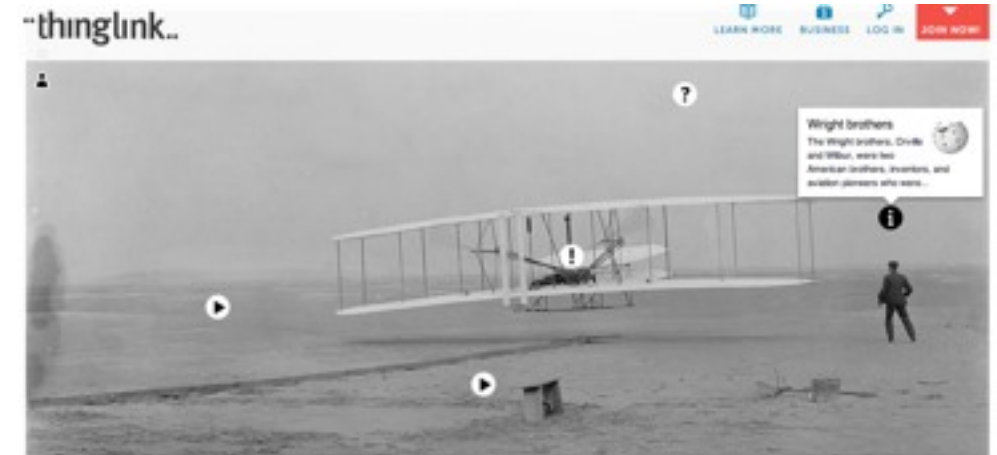 thinglink..
LEARN MORE BUSINESS LOG IN JOIN NOW!
?
Wright brothers
The Wright brothers, Orville
and Wilbur, were two
American brothers, inventors, and
aviation pioneers who were...
i
!